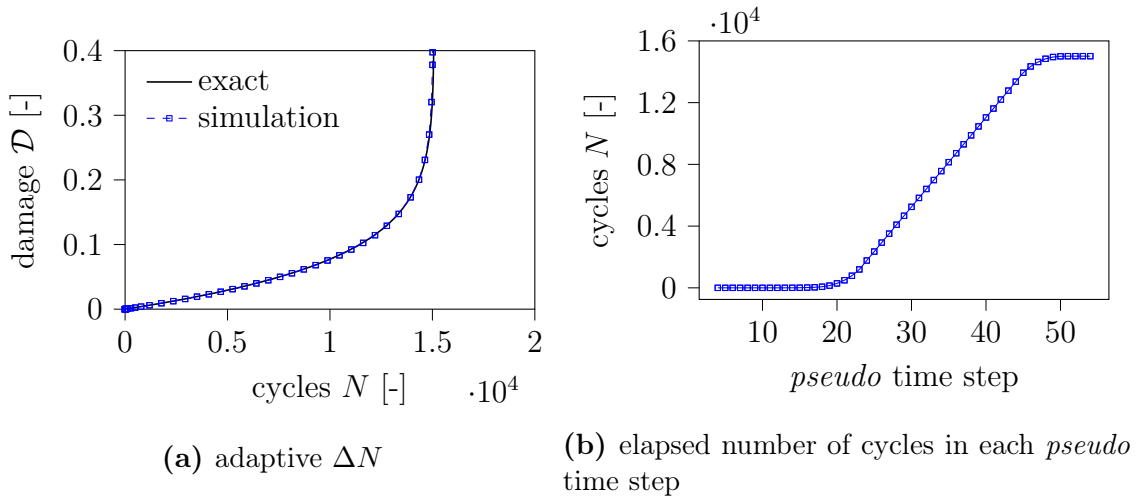 0
0.1
0.2
0.3
0.4
damage 𝒟 [-]
exact
simulation
0
0.5
1
1.5
2
cycles N [-]
·10⁴
(a) adaptive ΔN
·10⁴
0
0.4
0.8
1.2
1.6
cycles N [-]
10
20
30
40
50
pseudo time step
(b) elapsed number of cycles in each pseudo
time step